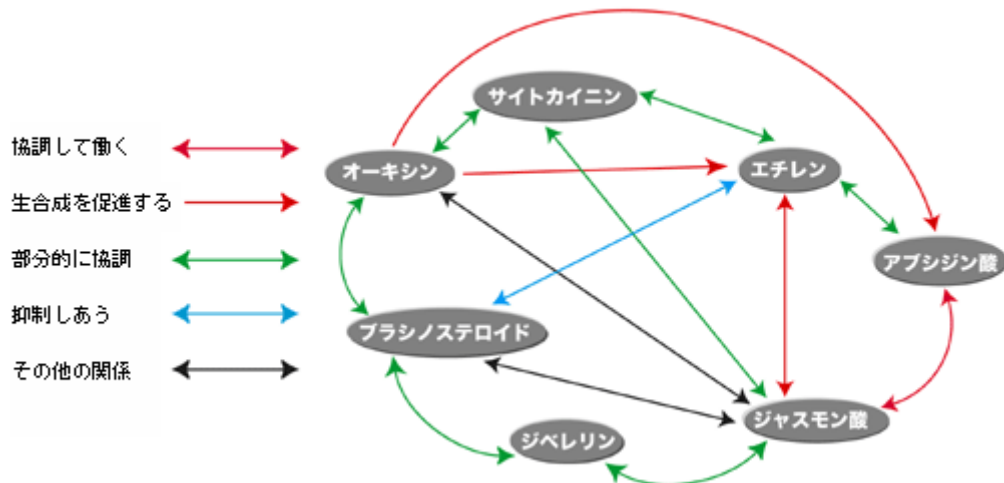 協調して働く
生合成を促進する
部分的に協調
抑制しあう
その他の関係
サイトカイニン
オーキシン
エチレン
アブシジン酸
ブラシノステロイド
ジャスモン酸
ジベレリン